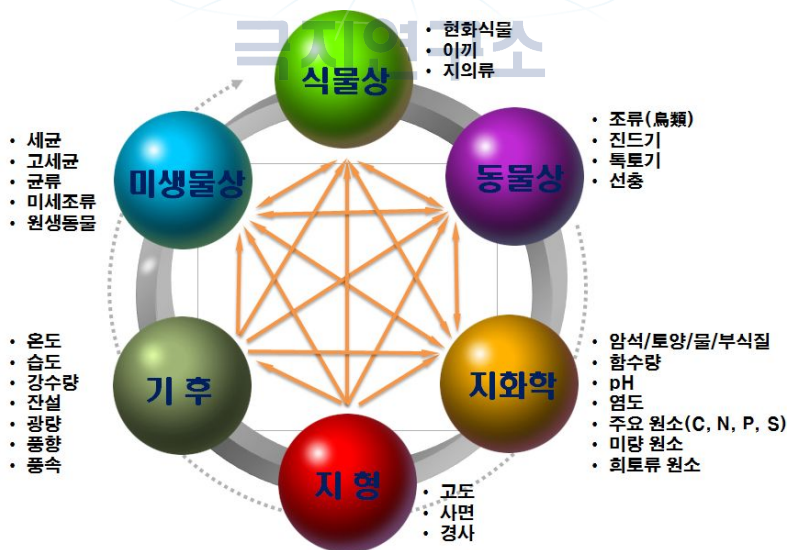 극지연구소
식물상
• 현화식물
• 이끼
• 지의류
동물상
• 조류(鳥類)
• 진드기
• 톡토기
• 선충
지화학
• 암석/토양/물/부식질
• 함수량
• pH
• 염도
• 주요 원소(C, N, P, S)
• 미량 원소
• 희토류 원소
지 형
• 고도
• 사면
• 경사
기 후
• 온도
• 습도
• 강수량
• 잔설
• 광량
• 풍향
• 풍속
미생물상
• 세균
• 고세균
• 균류
• 미세조류
• 원생동물